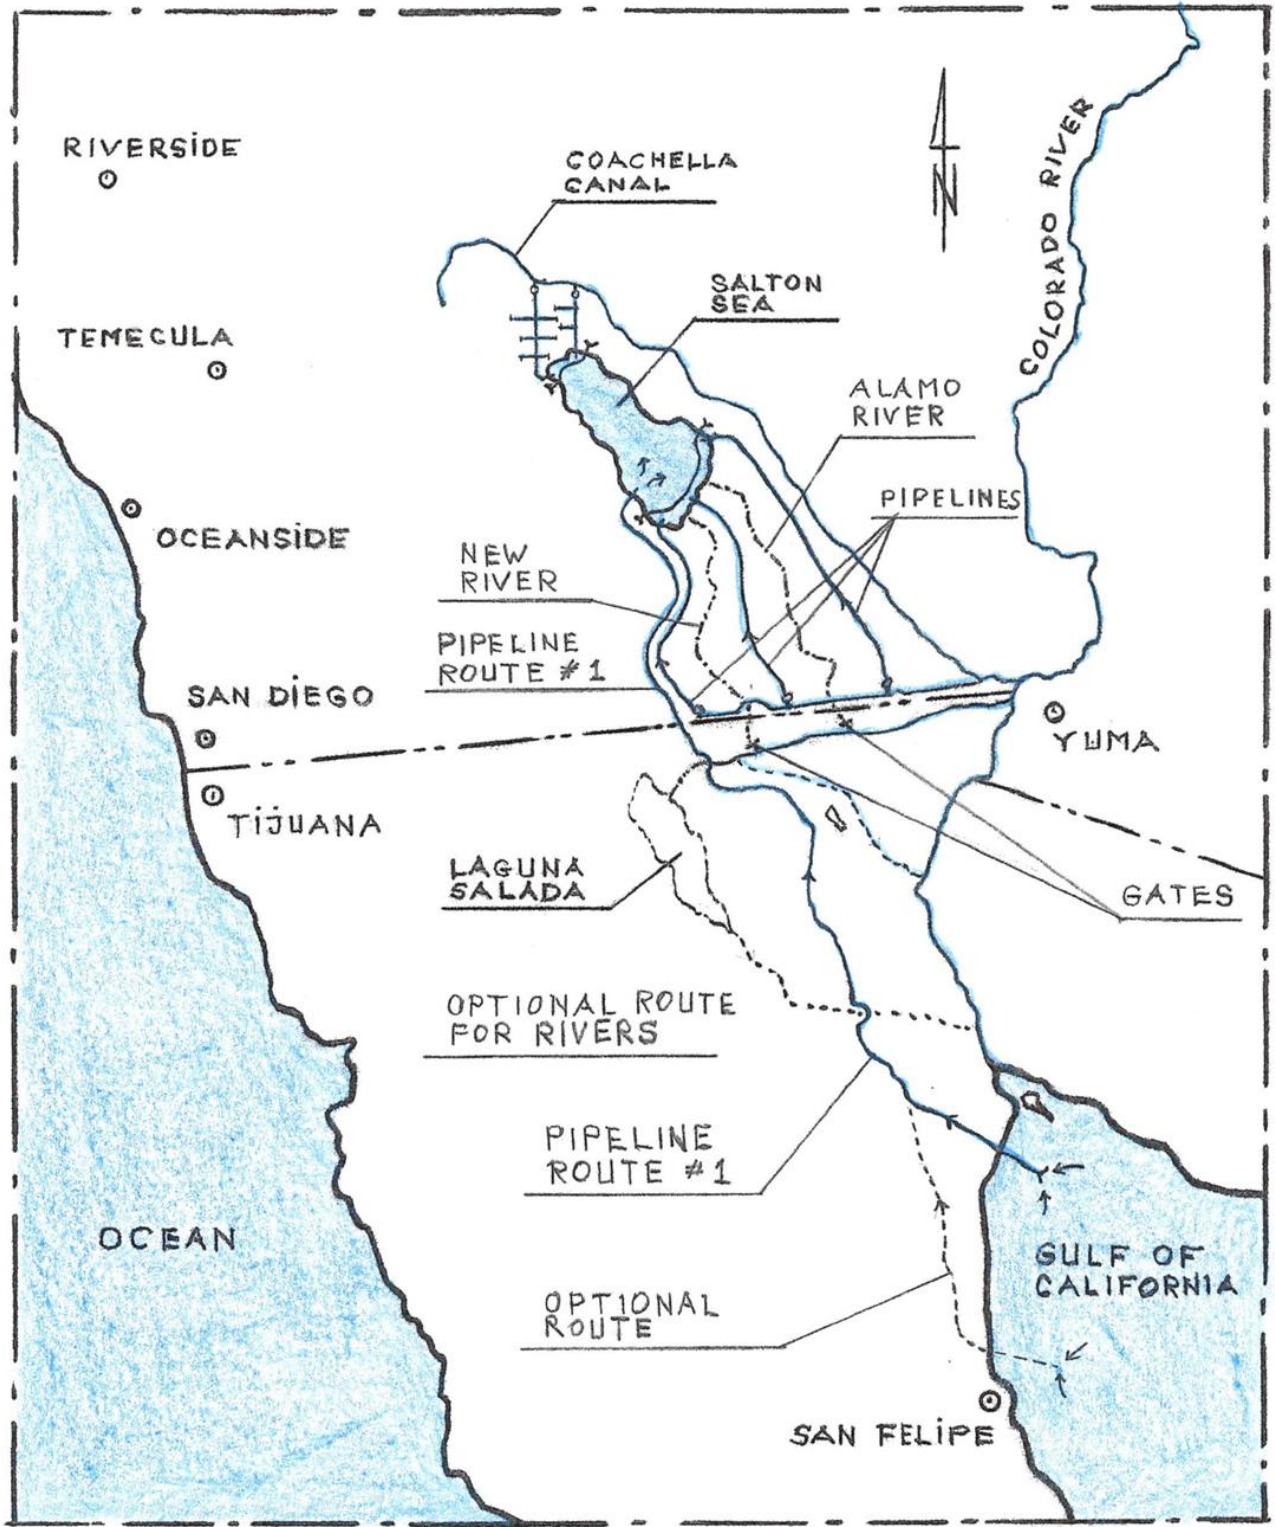 RIVERSiDE
COACHELLA
CANAL
N
COLORADO RIVER
SALTON
SEA
TEMECULA
ALAMO
RIVER
PIPELINES
OCEANSiDE
NEW
RIVER
PIPELINE
ROUTE #1
SAN DiEGO
YUMA
TiJUANA
LAGUNA
SALADA
GATES
OPTIONAL ROUTE
FOR RIVERS
PIPELINE
ROUTE #1
OCEAN
GULF OF
CALIFORNIA
OPTIONAL
ROUTE
SAN FELiPE